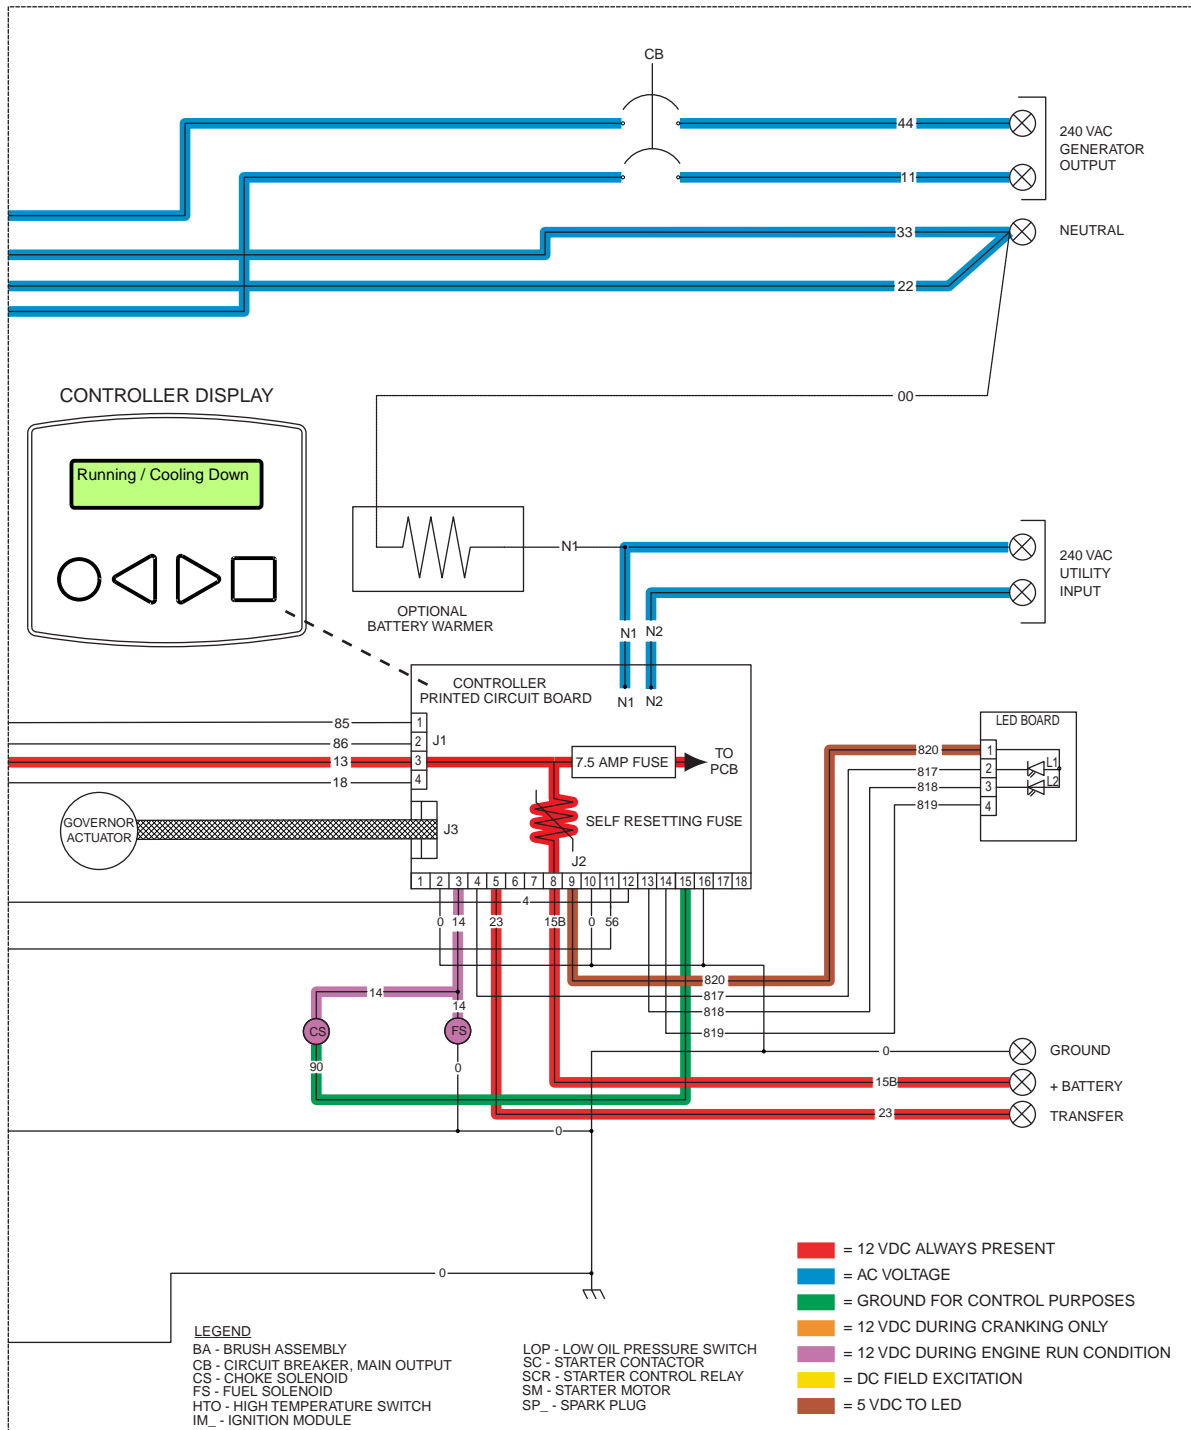 CB
44
240 VAC
GENERATOR
OUTPUT
11
33
NEUTRAL
22
CONTROLLER DISPLAY
00
Running / Cooling Down
N1
240 VAC
UTILITY
INPUT
OPTIONAL
BATTERY WARMER
N1 N2
CONTROLLER
PRINTED CIRCUIT BOARD
N1 N2
LED BOARD
85 1
86 2 J1
13 3
18 4
7.5 AMP FUSE
TO
PCB
820 1
817 2 L1
818 3 L2
819 4
GOVERNOR
ACTUATOR
J3
SELF RESETTING FUSE
J2
1 2 3 4 5 6 7 8 9 10 11 12 13 14 15 16 17 18
4
0 14 23 15B 0 56
820
14 817
14 818
CS FS 819
90 0
0 GROUND
15B + BATTERY
23 TRANSFER
0
0
= 12 VDC ALWAYS PRESENT
= AC VOLTAGE
= GROUND FOR CONTROL PURPOSES
= 12 VDC DURING CRANKING ONLY
= 12 VDC DURING ENGINE RUN CONDITION
= DC FIELD EXCITATION
= 5 VDC TO LED
LEGEND
BA - BRUSH ASSEMBLY
CB - CIRCUIT BREAKER, MAIN OUTPUT
CS - CHOKE SOLENOID
FS - FUEL SOLENOID
HTO - HIGH TEMPERATURE SWITCH
IM_ - IGNITION MODULE
LOP - LOW OIL PRESSURE SWITCH
SC - STARTER CONTACTOR
SCR - STARTER CONTROL RELAY
SM - STARTER MOTOR
SP_ - SPARK PLUG